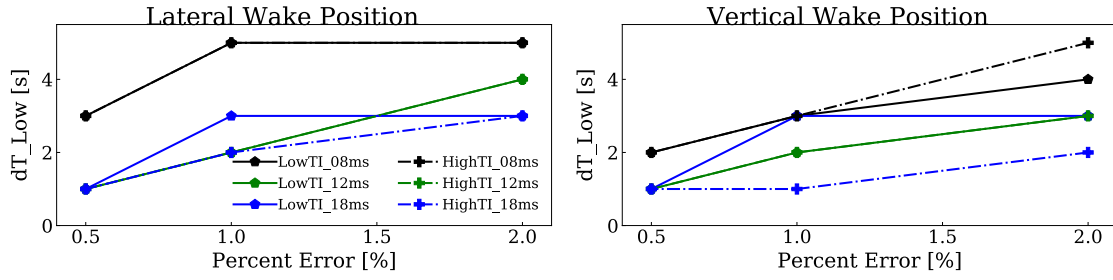 Lateral Wake Position
dT_Low [s]
4
2
0
0.5
1.0
1.5
2.0
Percent Error [%]
LowTI_08ms
LowTI_12ms
LowTI_18ms
HighTI_08ms
HighTI_12ms
HighTI_18ms
Vertical Wake Position
dT_Low [s]
4
2
0
0.5
1.0
1.5
2.0
Percent Error [%]